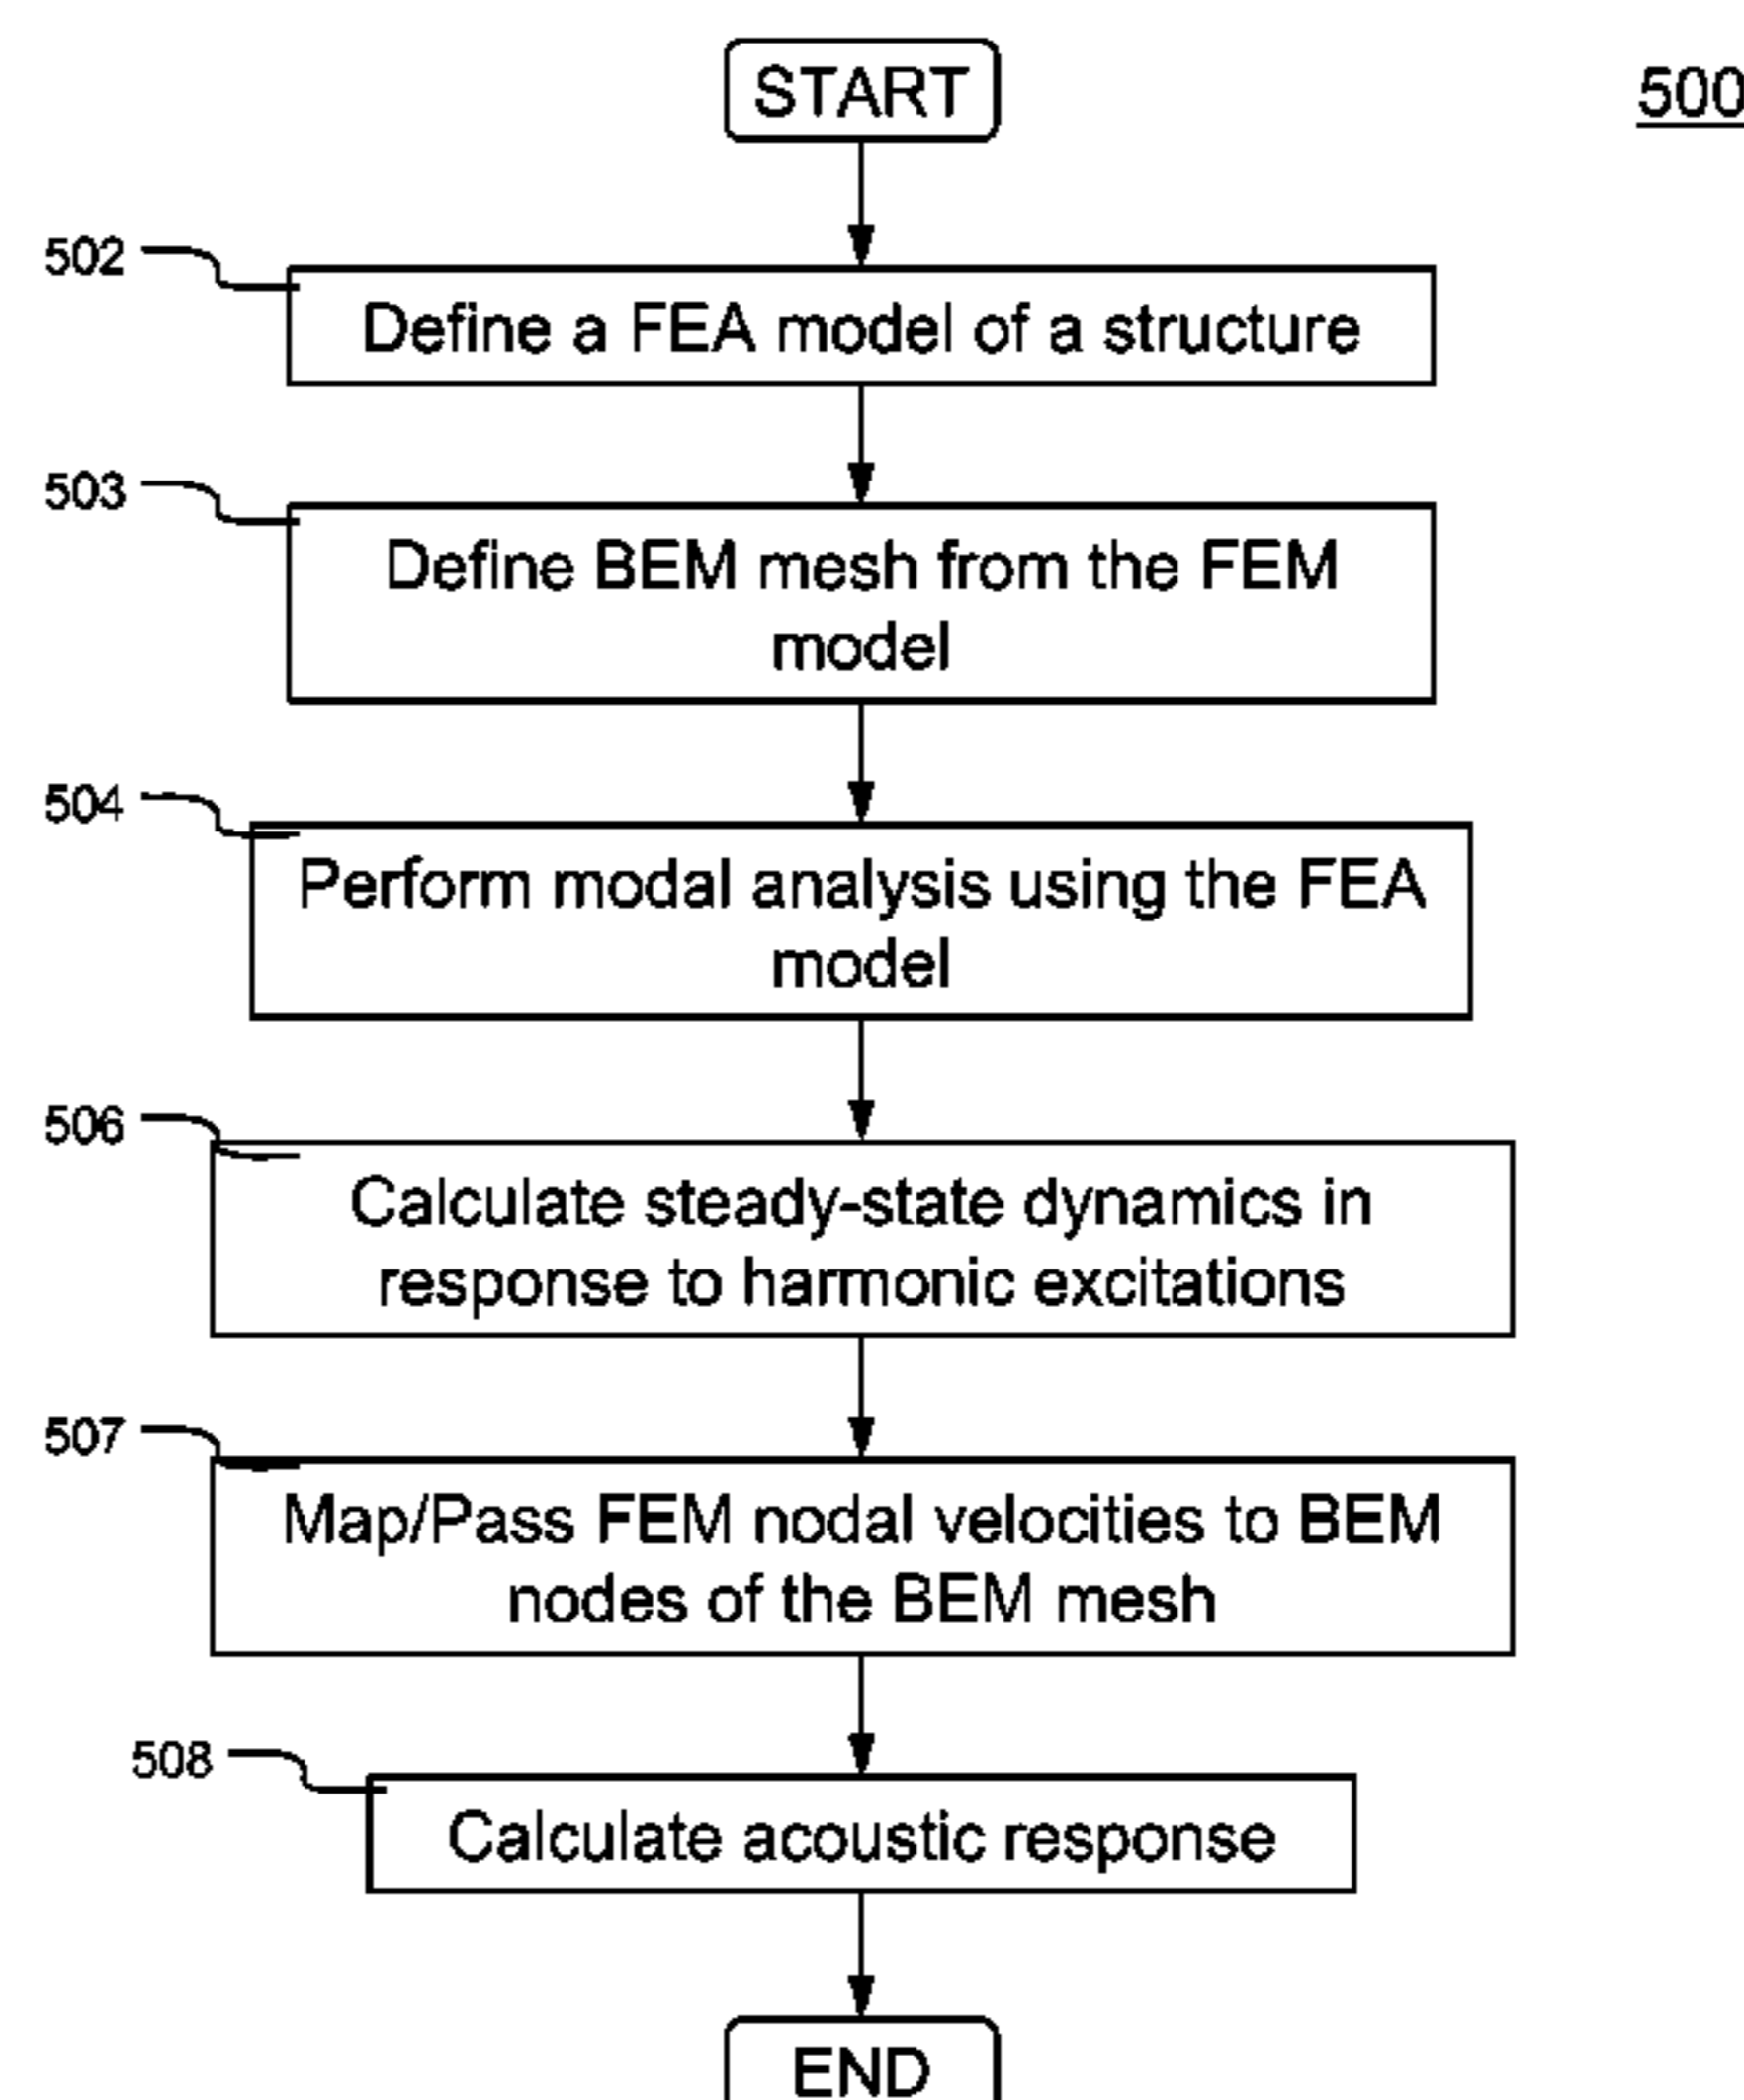 START
500
502
Define a FEA model of a structure
503
Define BEM mesh from the FEM
model
504
Perform modal analysis using the FEA
model
506
Calculate steady-state dynamics in
response to harmonic excitations
507
Map/Pass FEM nodal velocities to BEM
nodes of the BEM mesh
508
Calculate acoustic response
END